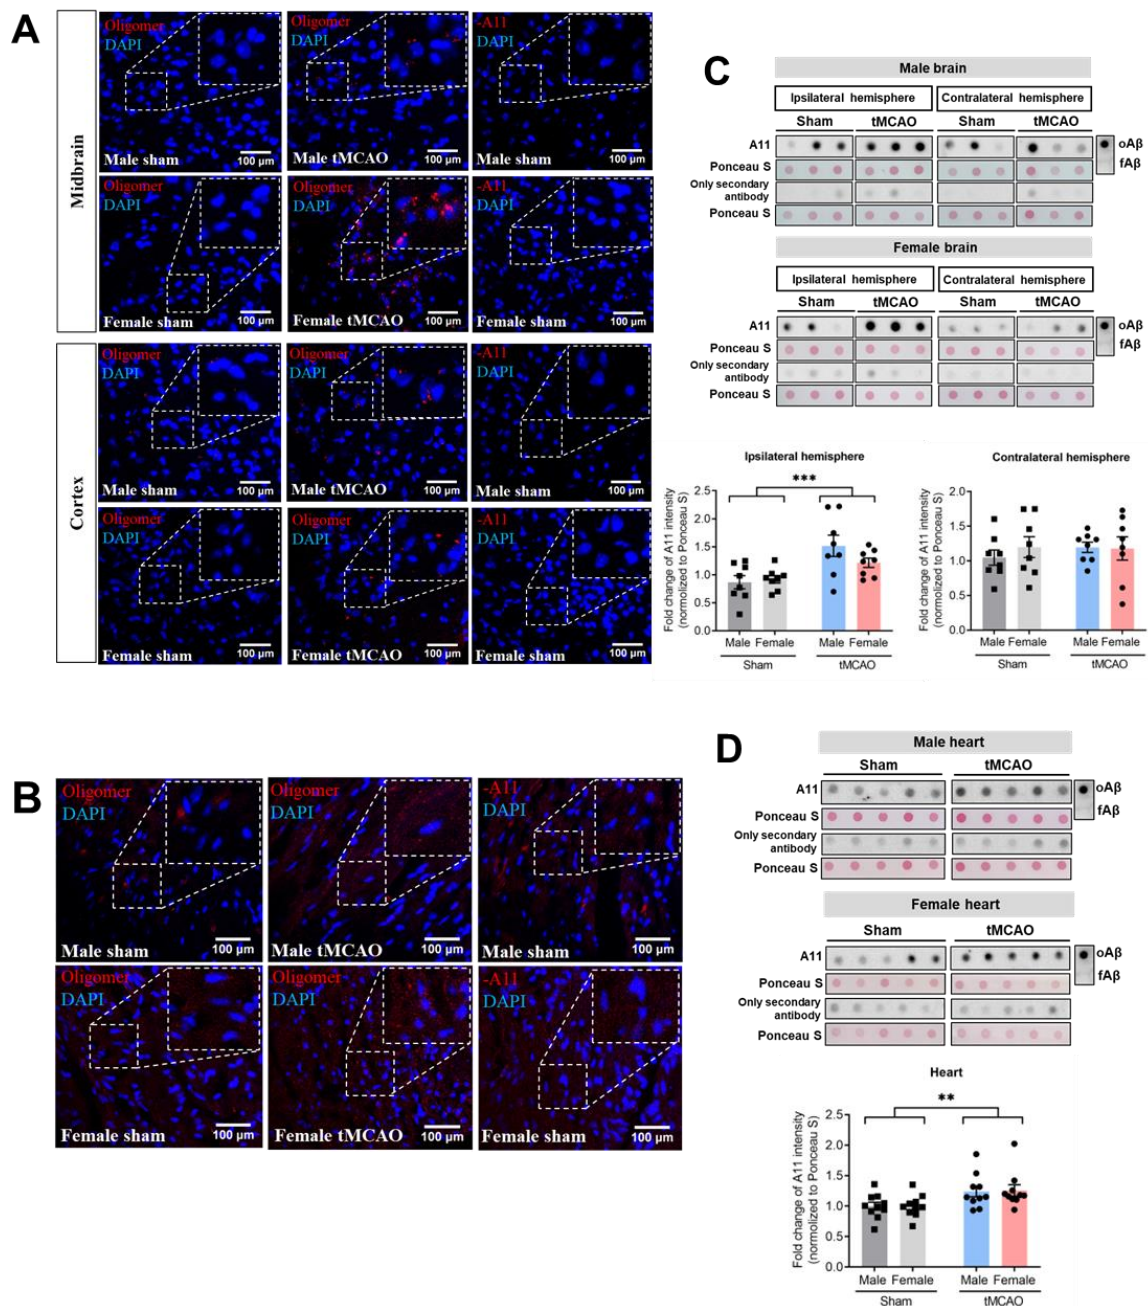 A
Midbrain
Oligomer
DAPI
Male sham
100 µm
Oligomer
DAPI
Male tMCAO
100 µm
-A11
DAPI
Male sham
100 µm
Oligomer
DAPI
Female sham
100 µm
Oligomer
DAPI
Female tMCAO
100 µm
-A11
DAPI
Female sham
100 µm
Cortex
Oligomer
DAPI
Male sham
100 µm
Oligomer
DAPI
Male tMCAO
100 µm
-A11
DAPI
Male sham
100 µm
Oligomer
DAPI
Female sham
100 µm
Oligomer
DAPI
Female tMCAO
100 µm
-A11
DAPI
Female sham
100 µm
B
Oligomer
DAPI
Male sham
100 µm
Oligomer
DAPI
Male tMCAO
100 µm
-A11
DAPI
Male sham
100 µm
Oligomer
DAPI
Female sham
100 µm
Oligomer
DAPI
Female tMCAO
100 µm
-A11
DAPI
Female sham
100 µm
C
Male brain
Ipsilateral hemisphere
Contralateral hemisphere
Sham
tMCAO
Sham
tMCAO
A11
oAβ
fAβ
Ponceau S
Only secondary
antibody
Ponceau S
Female brain
Ipsilateral hemisphere
Contralateral hemisphere
Sham
tMCAO
Sham
tMCAO
A11
oAβ
fAβ
Ponceau S
Only secondary
antibody
Ponceau S
Ipsilateral hemisphere
Fold change of A11 intensity
(normolized to Ponceau S)
2.5
2.0
1.5
1.0
0.5
0.0
***
Male Female
Male Female
Sham
tMCAO
Contralateral hemisphere
Fold change of A11 intensity
(normolized to Ponceau S)
2.0
1.5
1.0
0.5
0.0
Male Female
Male Female
Sham
tMCAO
D
Male heart
Sham
tMCAO
A11
oAβ
fAβ
Ponceau S
Only secondary
antibody
Ponceau S
Female heart
Sham
tMCAO
A11
oAβ
fAβ
Ponceau S
Only secondary
antibody
Ponceau S
Heart
Fold change of A11 intensity
(normolized to Ponceau S)
2.5
2.0
1.5
1.0
0.5
0.0
**
Male Female
Male Female
Sham
tMCAO